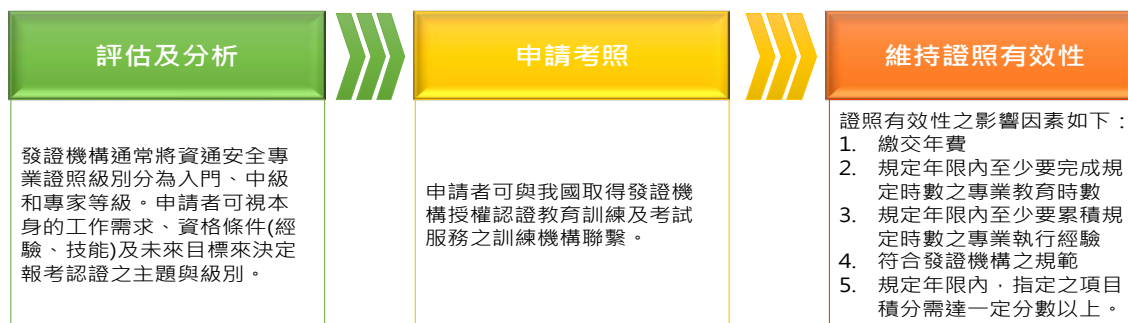 評估及分析
發證機構通常將資通安全專
業證照級別分為入門、中級
和專家等級。申請者可視本
身的工作需求、資格條件(經
驗、技能)及未來目標來決定
報考認證之主題與級別。
申請考照
申請者可與我國取得發證機
構授權認證教育訓練及考試
服務之訓練機構聯繫。
維持證照有效性
證照有效性之影響因素如下：
1. 繳交年費
2. 規定年限內至少要完成規
定時數之專業教育時數
3. 規定年限內至少要累積規
定時數之專業執行經驗
4. 符合發證機構之規範
5. 規定年限內，指定之項目
積分需達一定分數以上。